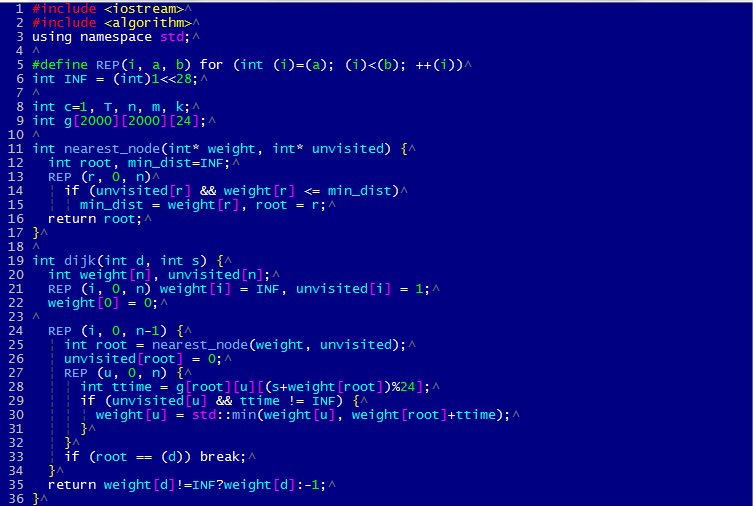 1 #include <iostream>^
2 #include <algorithm>^
3 using namespace std;^
4 ^
5 #define REP(i, a, b) for (int (i)=(a); (i)<(b); ++(i))^
6 int INF = (int)1<<28;^
7 ^
8 int c=1, T, n, m, k;^
9 int g[2000][2000][24];^
10 ^
11 int nearest_node(int* weight, int* unvisited) {^
12   int root, min_dist=INF;^
13   REP (r, 0, n)^
14   | if (unvisited[r] && weight[r] <= min_dist)^
15   | | min_dist = weight[r], root = r;^
16   return root;^
17 }^
18 ^
19 int dijk(int d, int s) {^
20   int weight[n], unvisited[n];^
21   REP (i, 0, n) weight[i] = INF, unvisited[i] = 1;^
22   weight[0] = 0;^
23 ^
24   REP (i, 0, n-1) {^
25   | int root = nearest_node(weight, unvisited);^
26   | unvisited[root] = 0;^
27   | REP (u, 0, n) {^
28   | | int ttime = g[root][u][(s+weight[root])%24];^
29   | | if (unvisited[u] && ttime != INF) {^
30   | | | weight[u] = std::min(weight[u], weight[root]+ttime);^
31   | | }^
32   | }^
33   | if (root == (d)) break;^
34   }^
35   return weight[d]!=INF?weight[d]:-1;^
36 }^